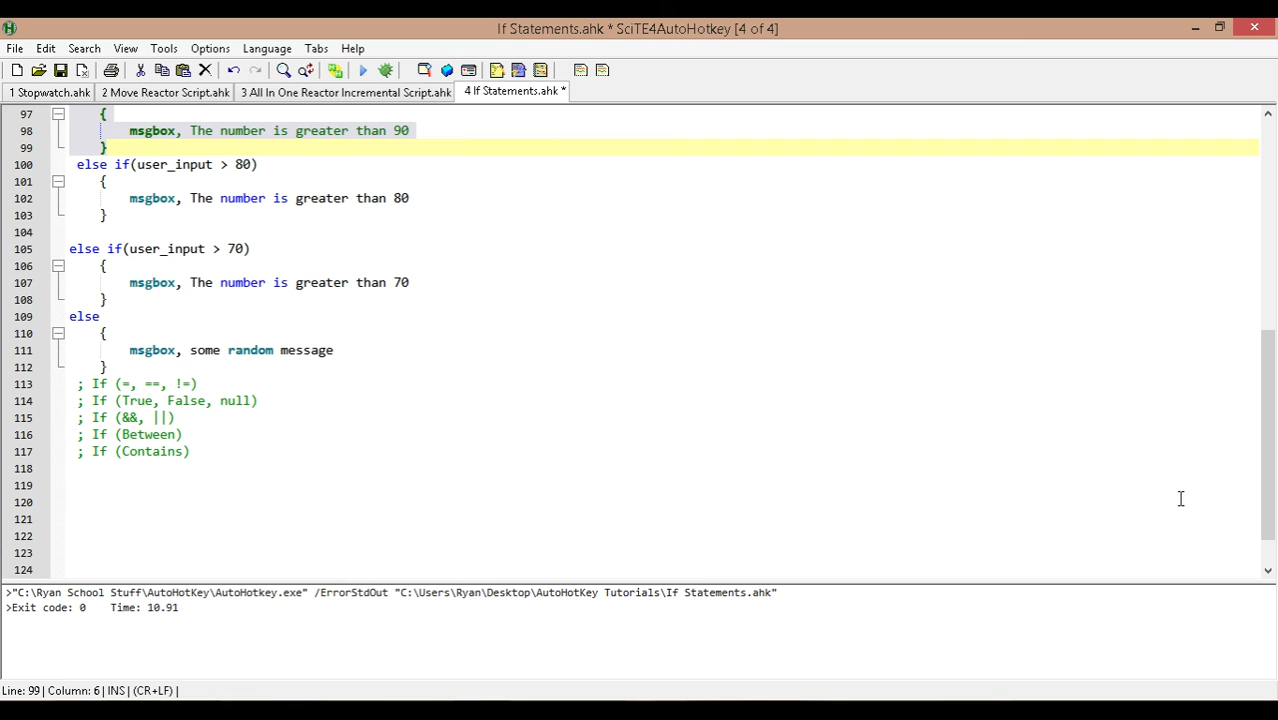 If Statements.ahk * SciTE4AutoHotkey [4 of 4]
File Edit Search View Tools Options Language Tabs Help
1 Stopwatch.ahk 2 Move Reactor Script.ahk 3 All In One Reactor Incremental Script.ahk 4 If Statements.ahk *
97 {
98 msgbox, The number is greater than 90
99 }
100 else if(user_input > 80)
101 {
102 msgbox, The number is greater than 80
103 }
104
105 else if(user_input > 70)
106 {
107 msgbox, The number is greater than 70
108 }
109 else
110 {
111 msgbox, some random message
112 }
113 ; If (=, ==, !=)
114 ; If (True, False, null)
115 ; If (&&, ||)
116 ; If (Between)
117 ; If (Contains)
118
119
120
121
122
123
124
>"C:\Ryan School Stuff\AutoHotKey\AutoHotkey.exe" /ErrorStdOut "C:\Users\Ryan\Desktop\AutoHotKey Tutorials\If Statements.ahk"
>Exit code: 0 Time: 10.91
Line: 99 | Column: 6 | INS | (CR+LF) |